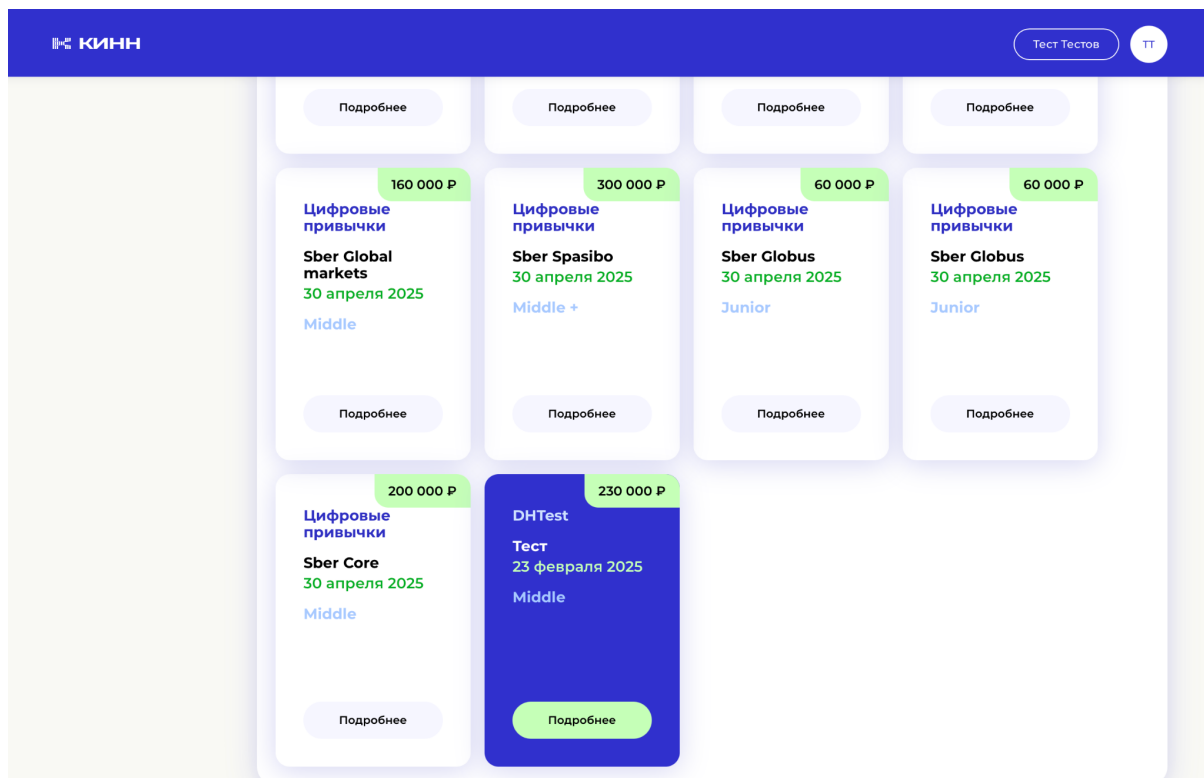 КИНН
Тест Тестов
ТТ
Подробнее
Подробнее
Подробнее
Подробнее
160 000 ₽
Цифровые
привычки
Sber Global
markets
30 апреля 2025
Middle
Подробнее
300 000 ₽
Цифровые
привычки
Sber Spasibo
30 апреля 2025
Middle +
Подробнее
60 000 ₽
Цифровые
привычки
Sber Globus
30 апреля 2025
Junior
Подробнее
60 000 ₽
Цифровые
привычки
Sber Globus
30 апреля 2025
Junior
Подробнее
200 000 ₽
Цифровые
привычки
Sber Core
30 апреля 2025
Middle
Подробнее
230 000 ₽
DHTest
Тест
23 февраля 2025
Middle
Подробнее